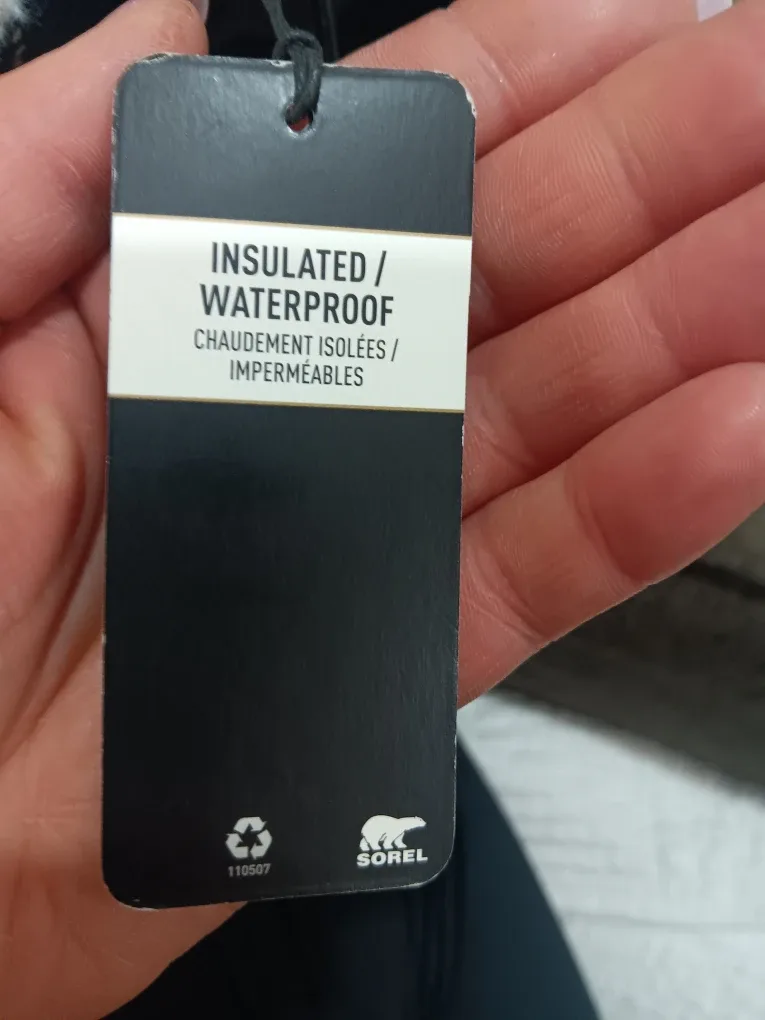 INSULATED /
WATERPROOF
CHAUDEMENT ISOLÉES /
IMPERMÉABLES
110507
SOREL